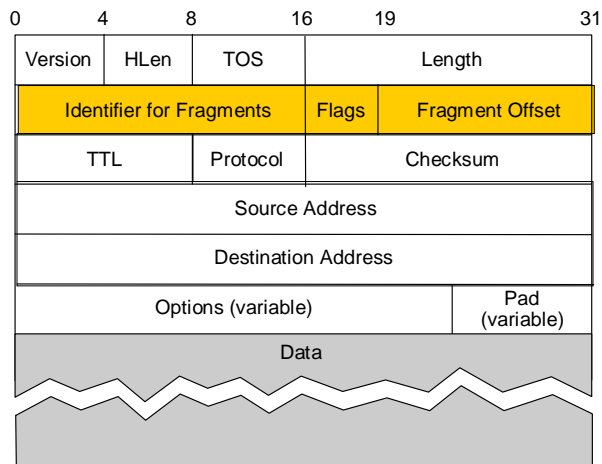 0 4 8 16 19 31
Version HLen TOS Length
Identifier for Fragments Flags Fragment Offset
TTL Protocol Checksum
Source Address
Destination Address
Options (variable) Pad
(variable)
Data